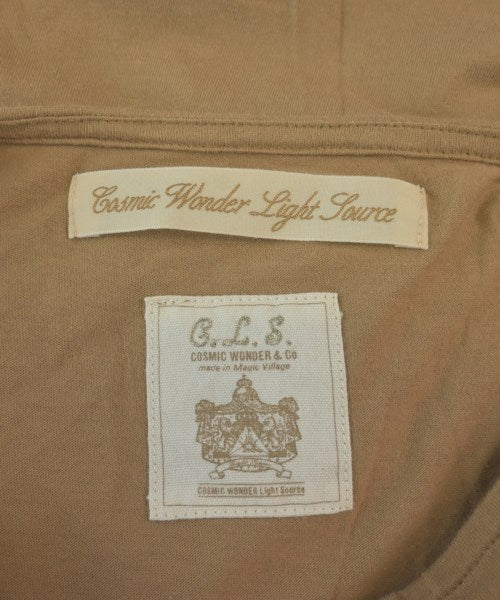 Cosmic Wonder Light Source
C.L.S.
COSMIC WONDER & Co
made in Magic Village
COSMIC WONDER Light Source